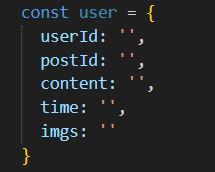 const user = {
  userId: '',
  postId: '',
  content: '',
  time: '',
  imgs: ''
}